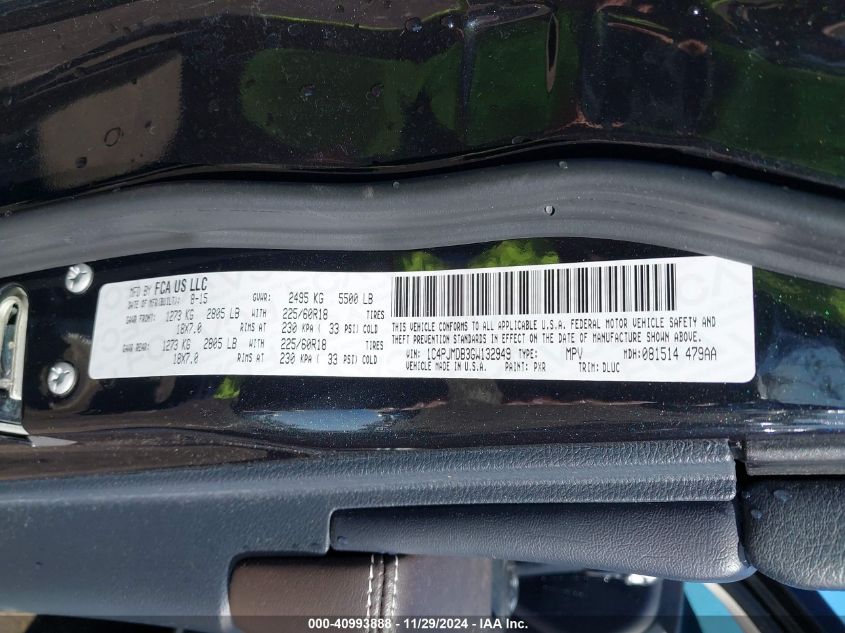 MFD BY FCA US LLC
DATE OF MFR(BUILT): 8-15 GVWR: 2495 KG 5500 LB
GAWR FRONT: 1273 KG 2805 LB WITH 225/60R18 TIRES
18X7.0 RIMS AT 230 KPA ( 33 PSI) COLD
GAWR REAR: 1273 KG 2805 LB WITH 225/60R18 TIRES
18X7.0 RIMS AT 230 KPA ( 33 PSI) COLD
THIS VEHICLE CONFORMS TO ALL APPLICABLE U.S.A. FEDERAL MOTOR VEHICLE SAFETY AND
THEFT PREVENTION STANDARDS IN EFFECT ON THE DATE OF MANUFACTURE SHOWN ABOVE.
VIN: 1C4PJMDB3GW132949 TYPE: MPV MDH: 081514 479AA
VEHICLE MADE IN U.S.A. PAINT: PXR TRIM: DLUC
000-40993888 - 11/29/2024 - IAA Inc.